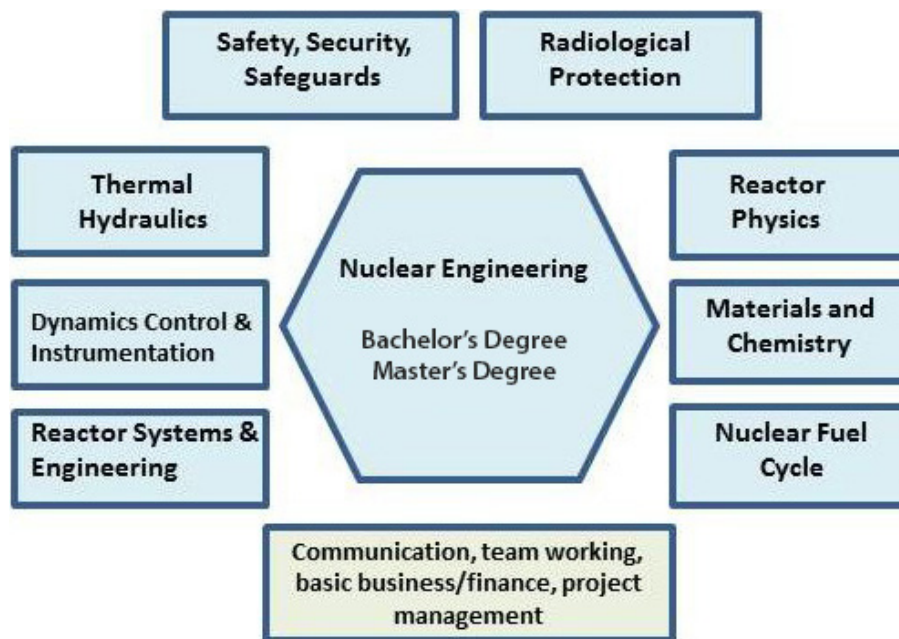 Safety, Security,
Safeguards
Radiological
Protection
Thermal
Hydraulics
Reactor
Physics
Nuclear Engineering
Bachelor’s Degree
Master’s Degree
Dynamics Control &
Instrumentation
Materials and
Chemistry
Reactor Systems &
Engineering
Nuclear Fuel
Cycle
Communication, team working,
basic business/finance, project
management